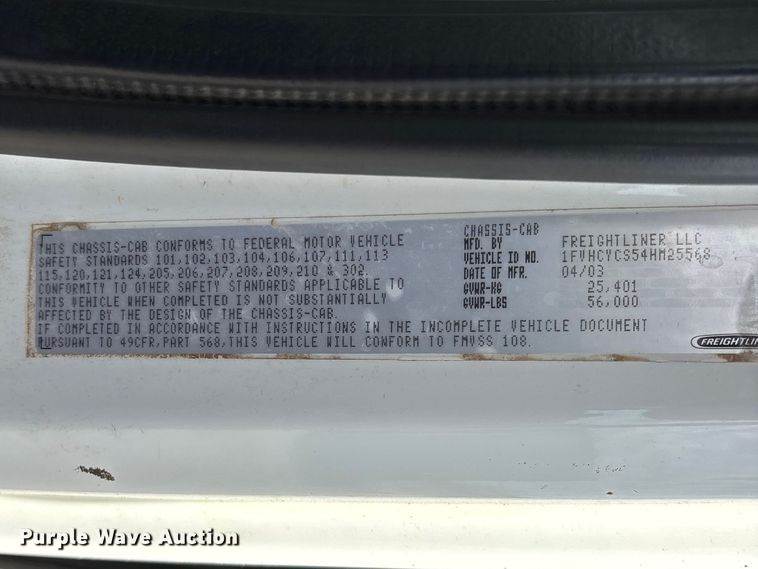 THIS CHASSIS-CAB CONFORMS TO FEDERAL MOTOR VEHICLE
SAFETY STANDARDS 101,102,103,104,106,107,111,113
115,120,121,124,205,206,207,208,209,210 & 302.
CONFORMITY TO OTHER SAFETY STANDARDS APPLICABLE TO
THIS VEHICLE WHEN COMPLETED IS NOT SUBSTANTIALLY
AFFECTED BY THE DESIGN OF THE CHASSIS-CAB.
IF COMPLETED IN ACCORDANCE WITH INSTRUCTIONS IN THE INCOMPLETE VEHICLE DOCUMENT
PURSUANT TO 49CFR,PART 568,THIS VEHICLE WILL CONFORM TO FMVSS 108.
CHASSIS-CAB
MFD. BY FREIGHTLINER LLC
VEHICLE ID NO. 1FVHCYCS54HM25568
DATE OF MFR. 04/03
GVWR-KG 25,401
GVWR-LBS 56,000
FREIGHTLINER
Purple Wave Auction